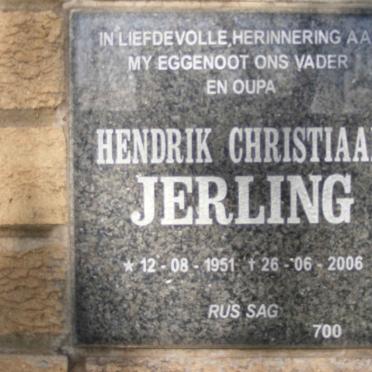 IN LIEFDEVOLLE HERINNERING AA
MY EGGENOOT ONS VADER
EN OUPA
HENDRIK CHRISTIAA
JERLING
★ 12 - 08 - 1951 † 26 - 06 - 2006
RUS SAG
700